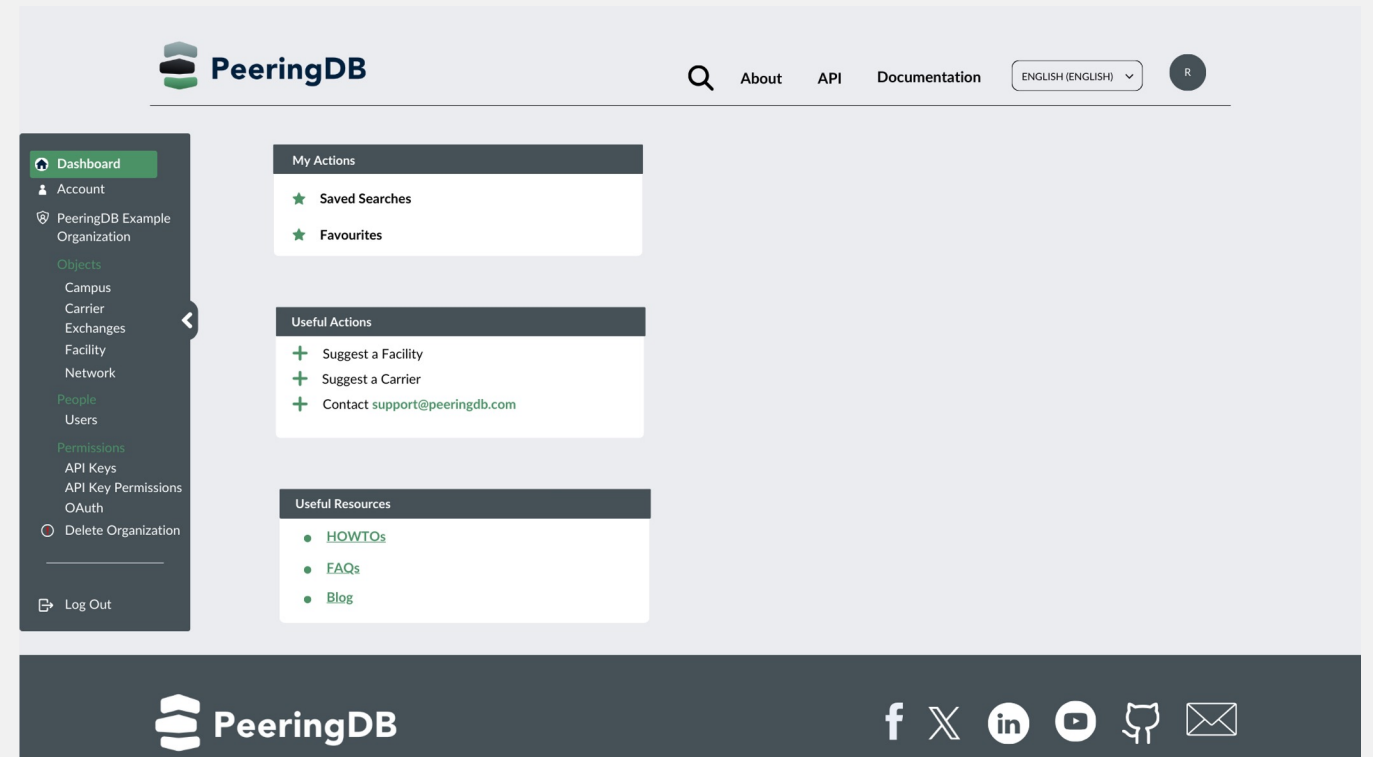 PeeringDB
About API Documentation ENGLISH (ENGLISH) R
Dashboard
Account
PeeringDB Example
Organization
Objects
Campus
Carrier
Exchanges
Facility
Network
People
Users
Permissions
API Keys
API Key Permissions
OAuth
Delete Organization
Log Out
My Actions
Saved Searches
Favourites
Useful Actions
Suggest a Facility
Suggest a Carrier
Contact support@peeringdb.com
Useful Resources
HOWTOs
FAQs
Blog
PeeringDB
f X in